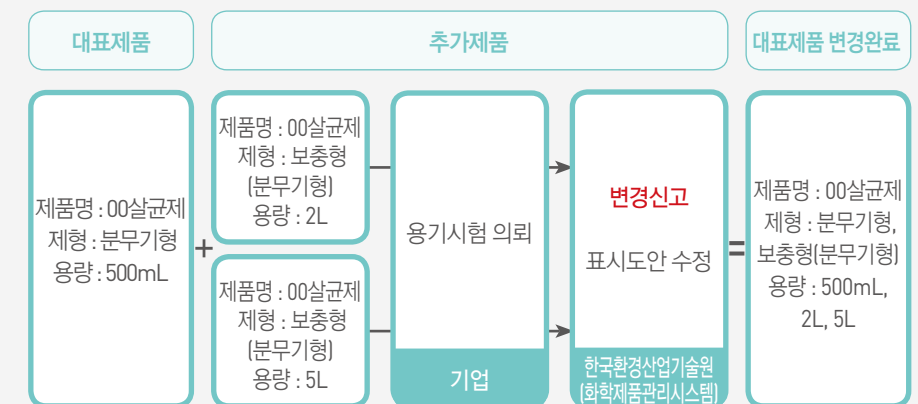 대표제품
추가제품
대표제품 변경완료
제품명 : 00살균제
제형 : 분무기형
용량 : 500mL
+
제품명 : 00살균제
제형 : 보충형
(분무기형)
용량 : 2L
제품명 : 00살균제
제형 : 보충형
(분무기형)
용량 : 5L
용기시험 의뢰
기업
변경신고
표시도안 수정
한국환경산업기술원
(화학제품관리시스템)
=
제품명 : 00살균제
제형 : 분무기형,
보충형(분무기형)
용량 : 500mL,
2L, 5L